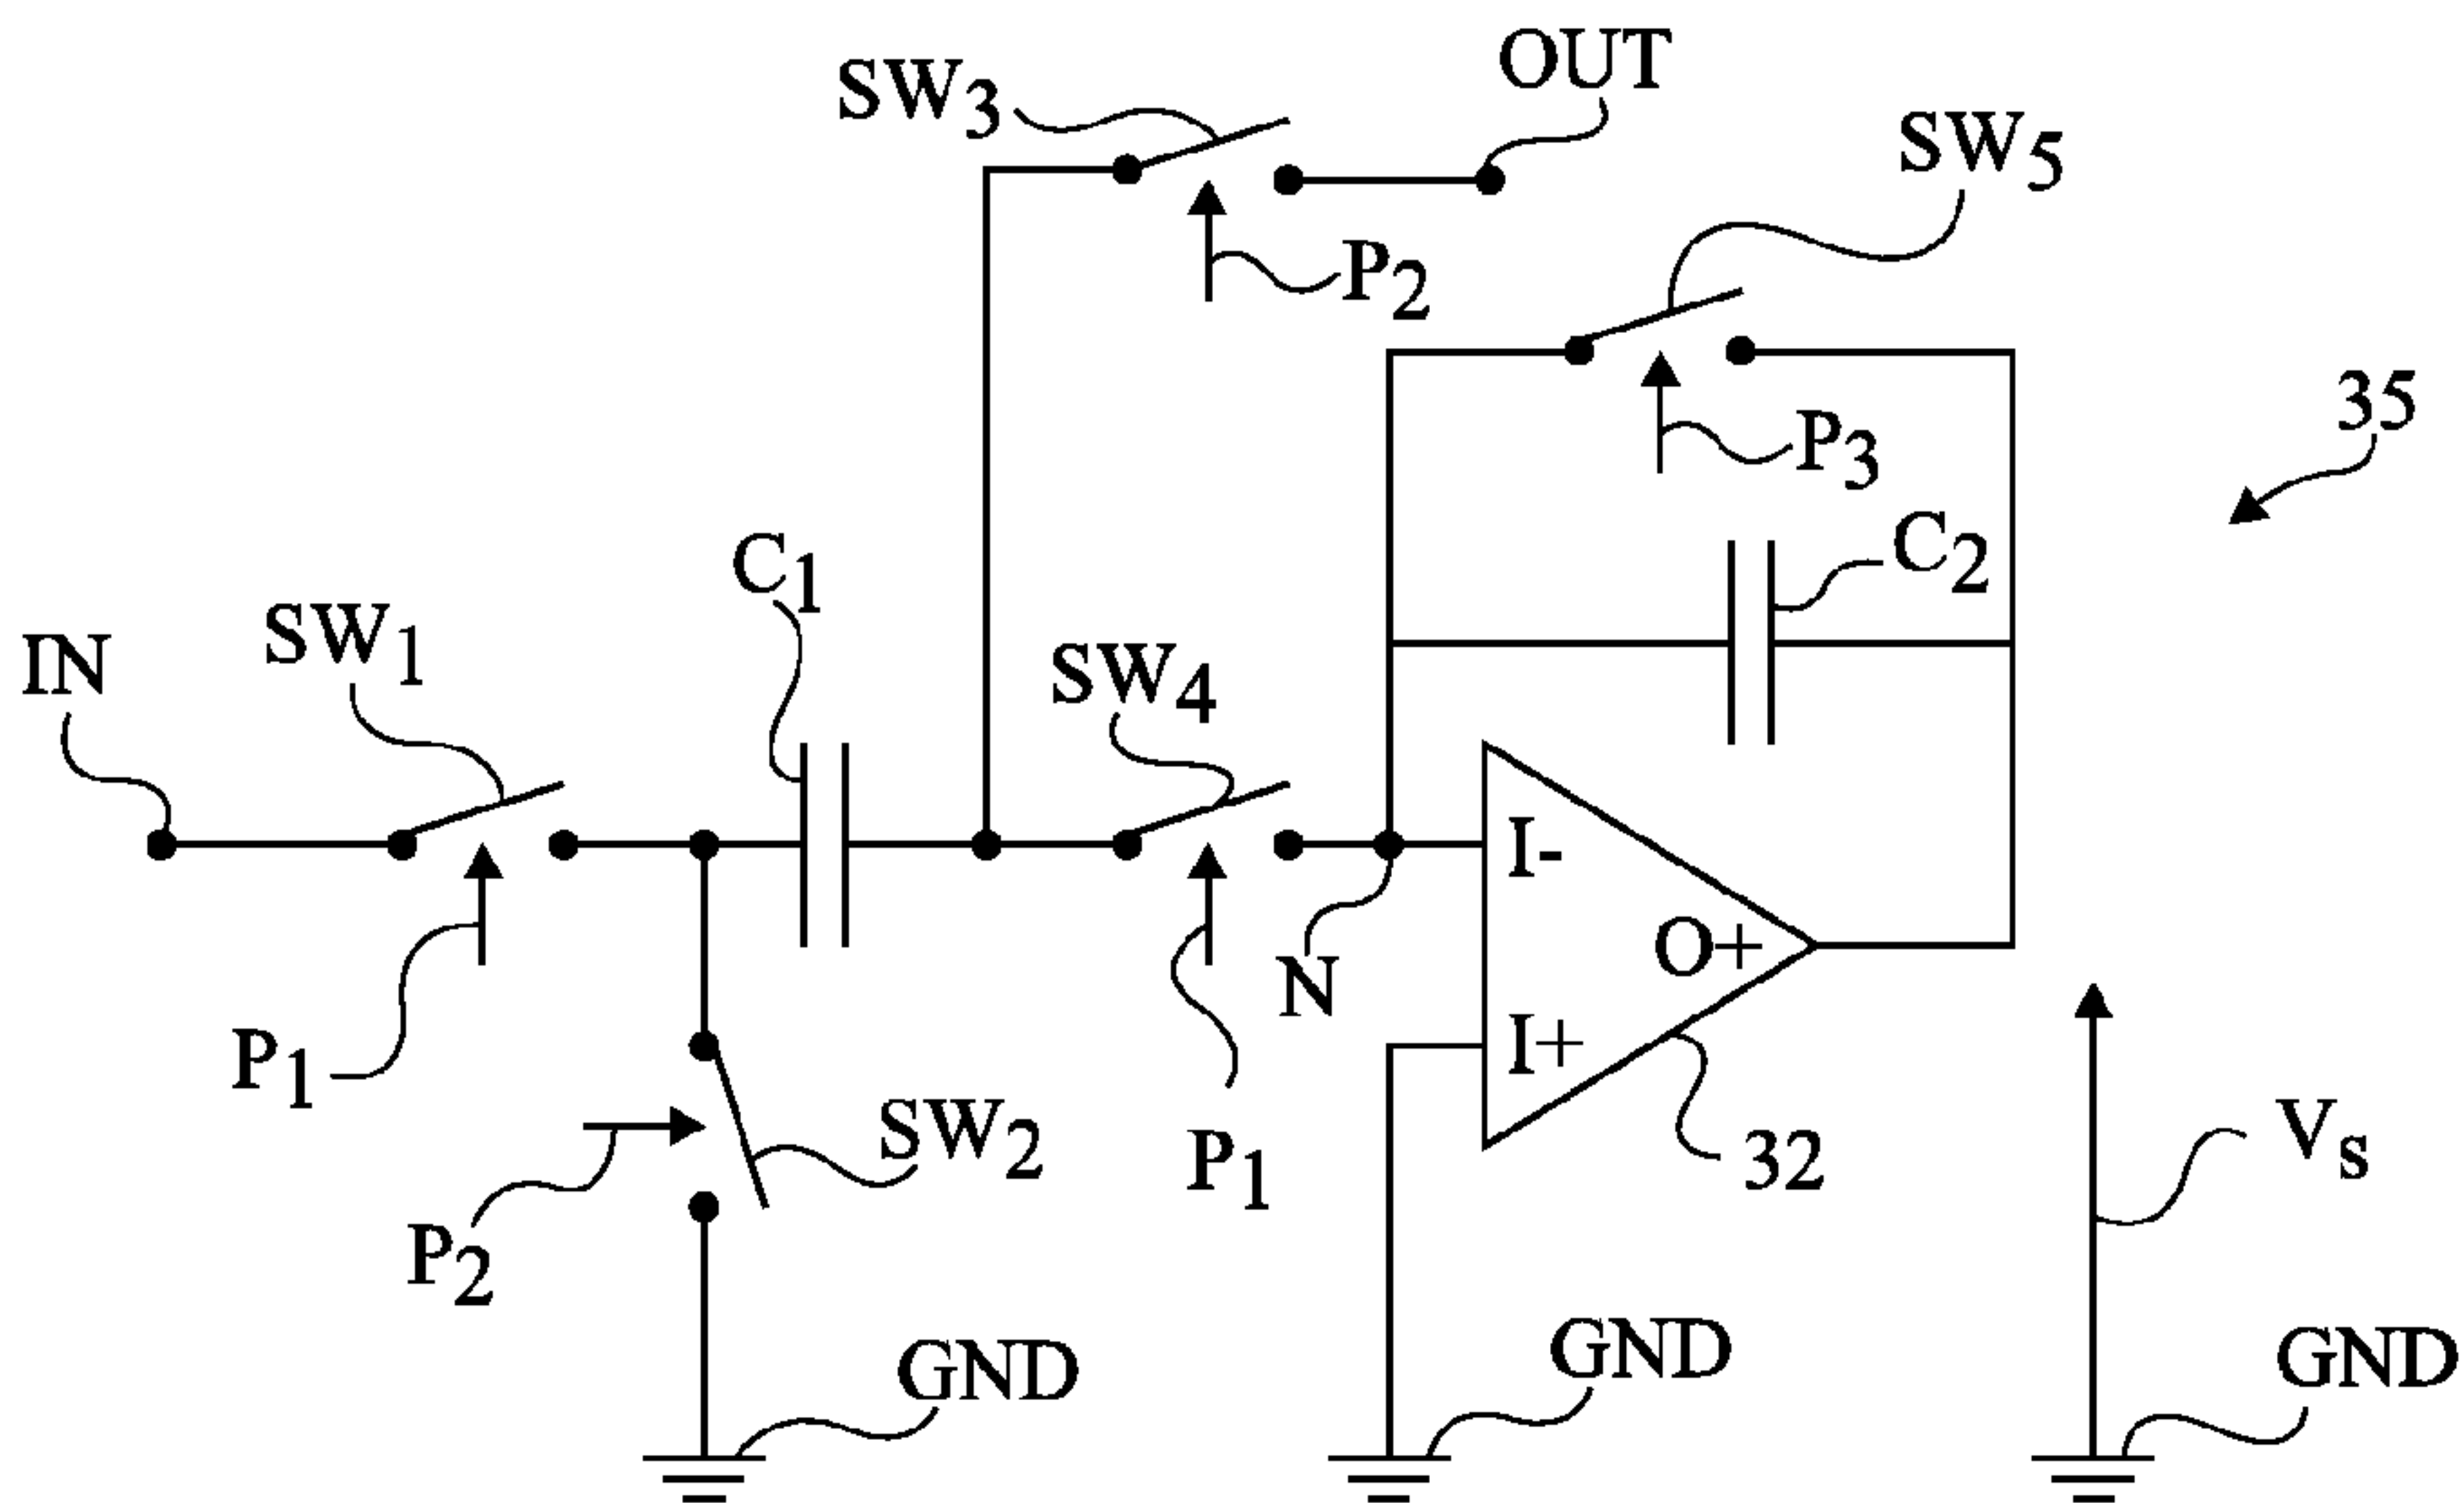 OUT
SW3
SW5
P2
P3
35
C1
C2
IN
SW1
SW4
I-
O+
N
I+
P1
P1
SW2
32
Vs
P2
GND
GND
GND